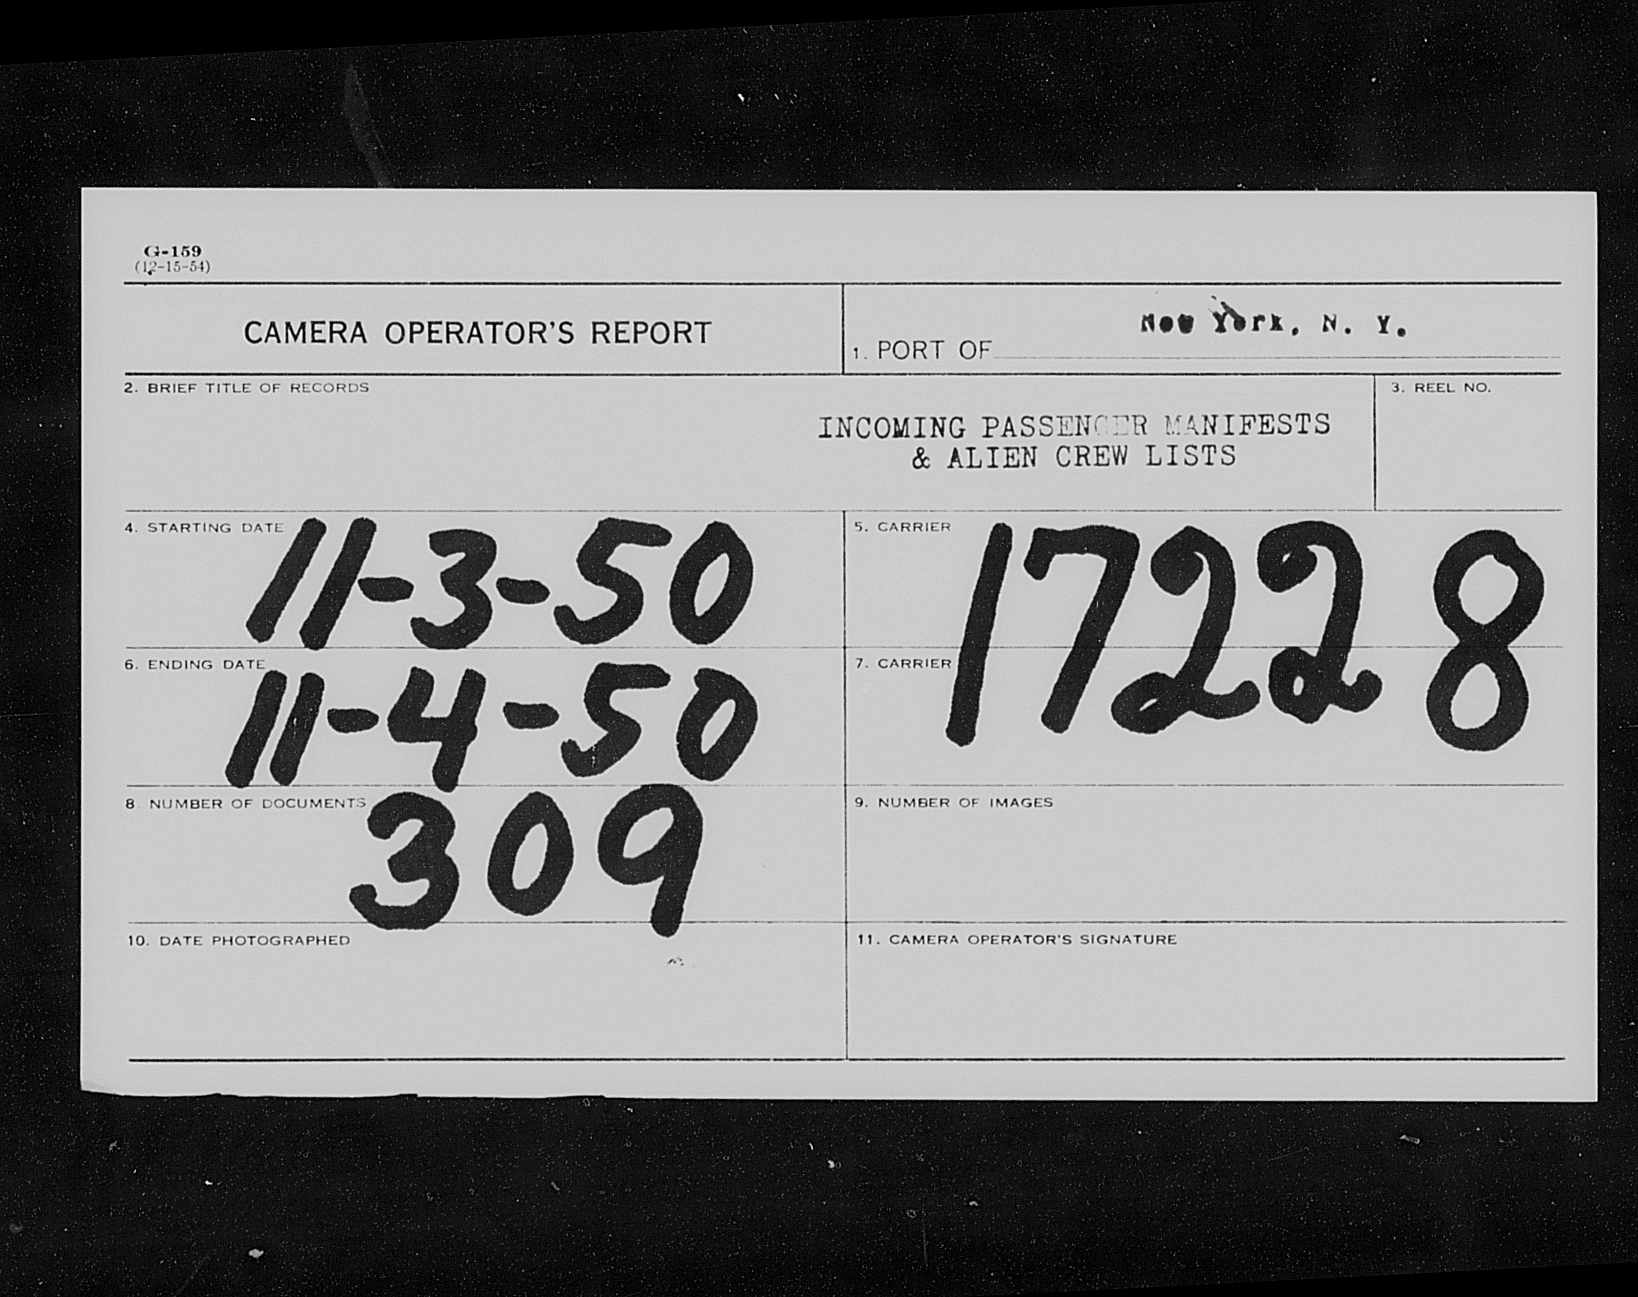 G-159
(12-15-54)
CAMERA OPERATOR'S REPORT
1. PORT OF New York, N. Y.
2. BRIEF TITLE OF RECORDS
INCOMING PASSENGER MANIFESTS
& ALIEN CREW LISTS
3. REEL NO.
4. STARTING DATE 11-3-50
5. CARRIER
17228
6. ENDING DATE 11-4-50
7. CARRIER
8 NUMBER OF DOCUMENTS 309
9. NUMBER OF IMAGES
10. DATE PHOTOGRAPHED
11. CAMERA OPERATOR'S SIGNATURE